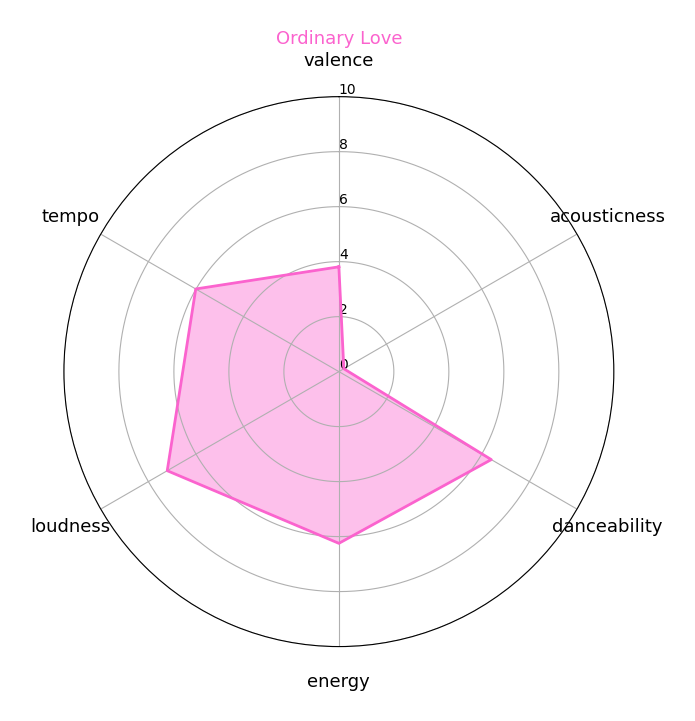 Ordinary Love
valence
10
8
tempo
6
acousticness
4
2
0
loudness
danceability
energy